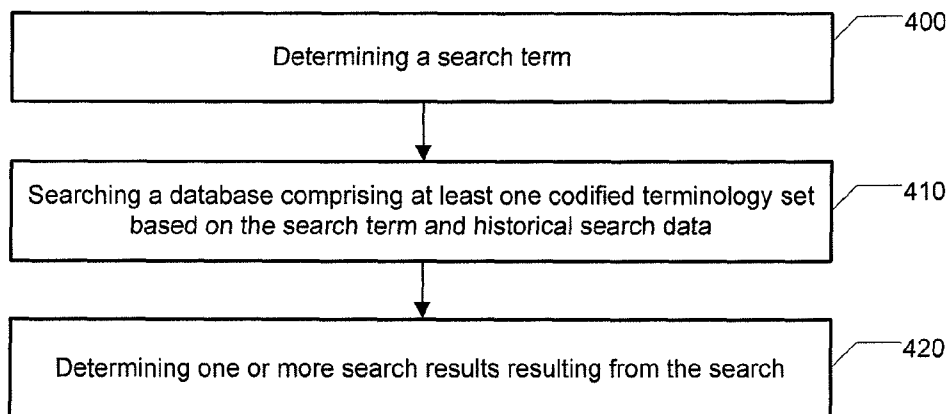 Determining a search term
400
Searching a database comprising at least one codified terminology set
based on the search term and historical search data
410
Determining one or more search results resulting from the search
420